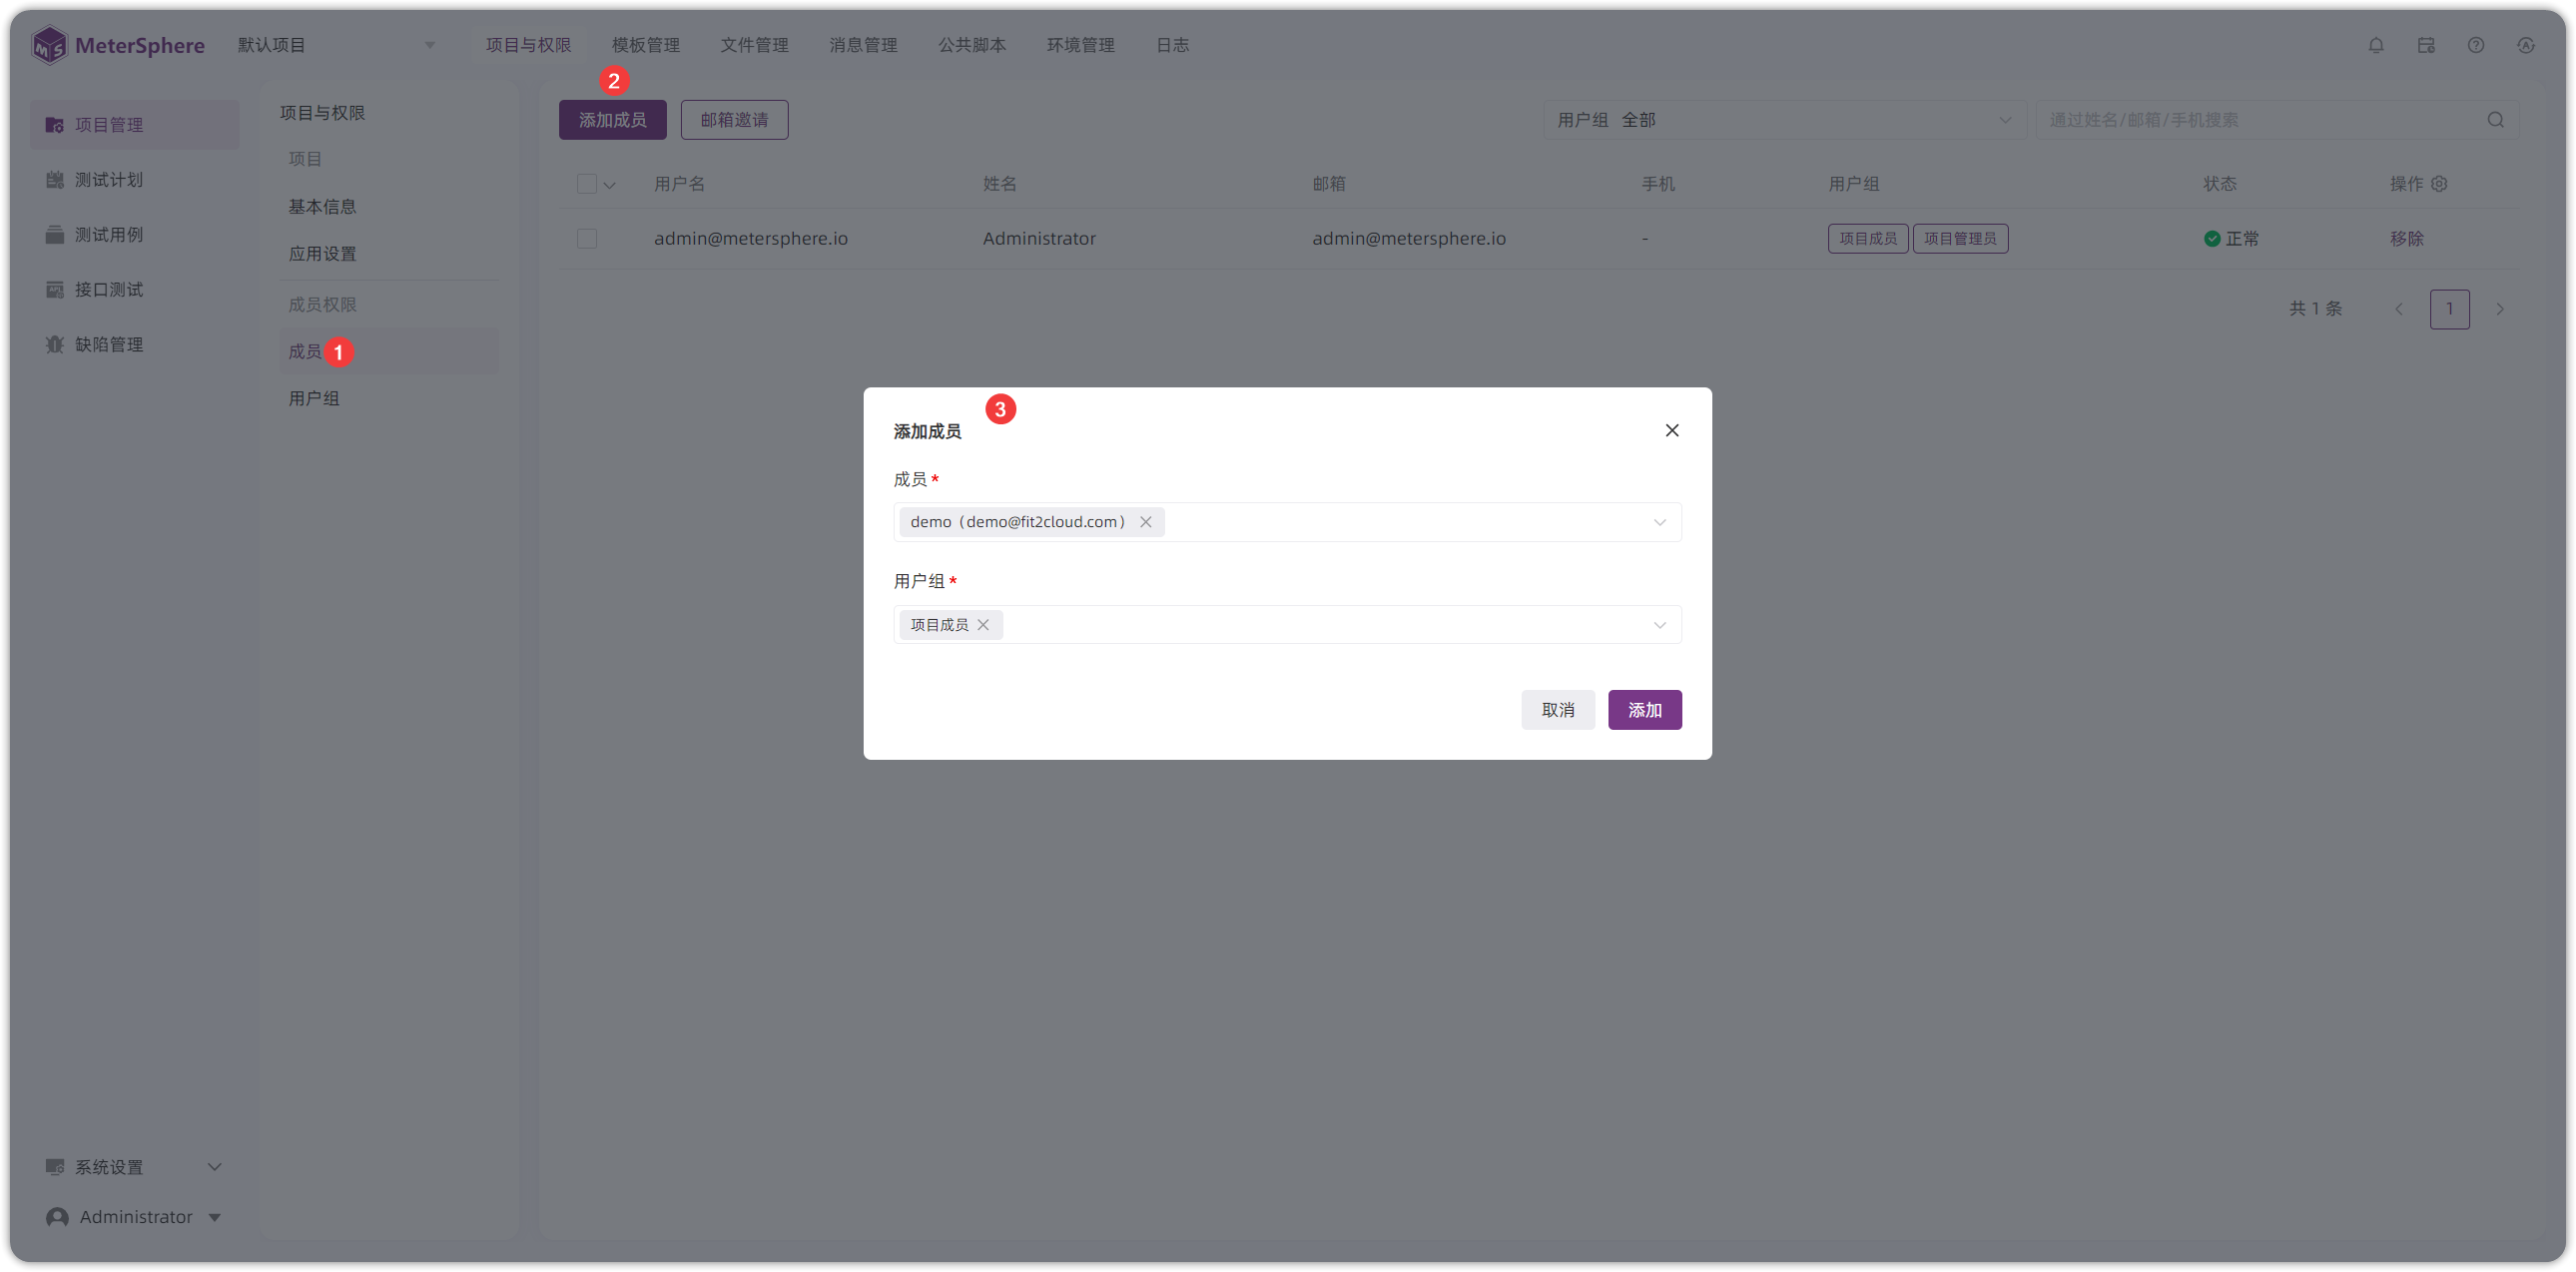 MeterSphere 默认项目 项目与权限 模板管理 文件管理 消息管理 公共脚本 环境管理 日志
项目管理
测试计划
测试用例
接口测试
缺陷管理
系统设置
Administrator
项目与权限
项目
基本信息
应用设置
成员权限
成员 1
用户组
2
添加成员 邮箱邀请 用户组 全部 通过姓名/邮箱/手机搜索
用户名 姓名 邮箱 手机 用户组 状态 操作
admin@metersphere.io Administrator admin@metersphere.io - 项目成员 项目管理员 正常 移除
共 1 条 1
3
添加成员
成员 *
demo（demo@fit2cloud.com）
用户组 *
项目成员
取消 添加